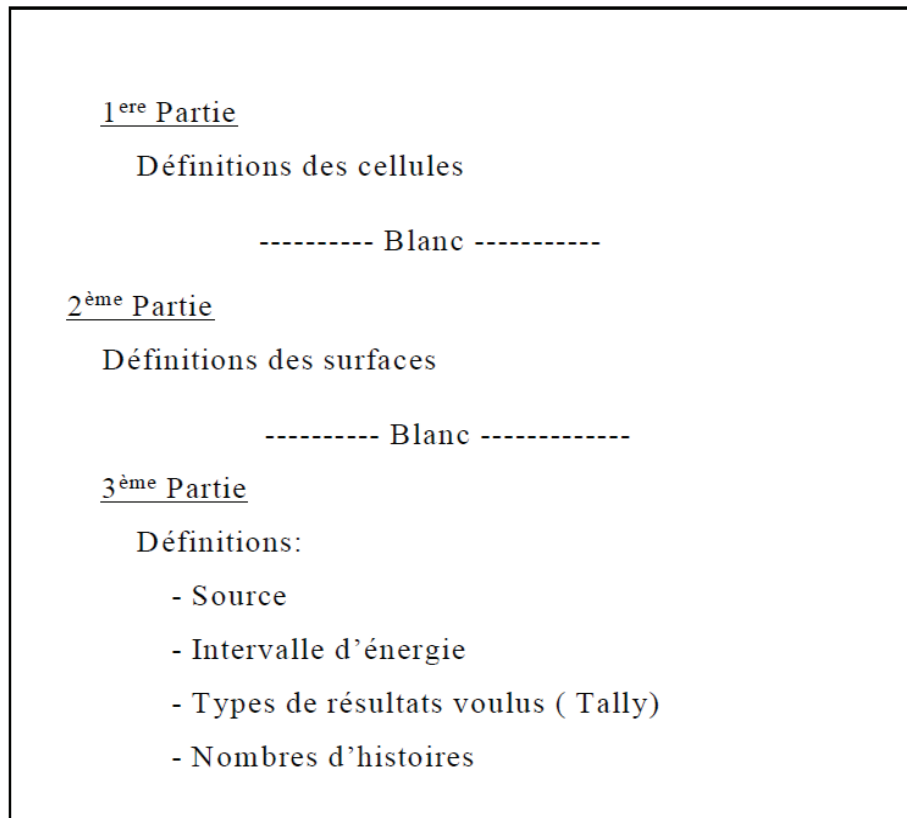 1ere Partie
Définitions des cellules
---------- Blanc -----------
2ème Partie
Définitions des surfaces
---------- Blanc -------------
3ème Partie
Définitions:
- Source
- Intervalle d’énergie
- Types de résultats voulus ( Tally)
- Nombres d’histoires